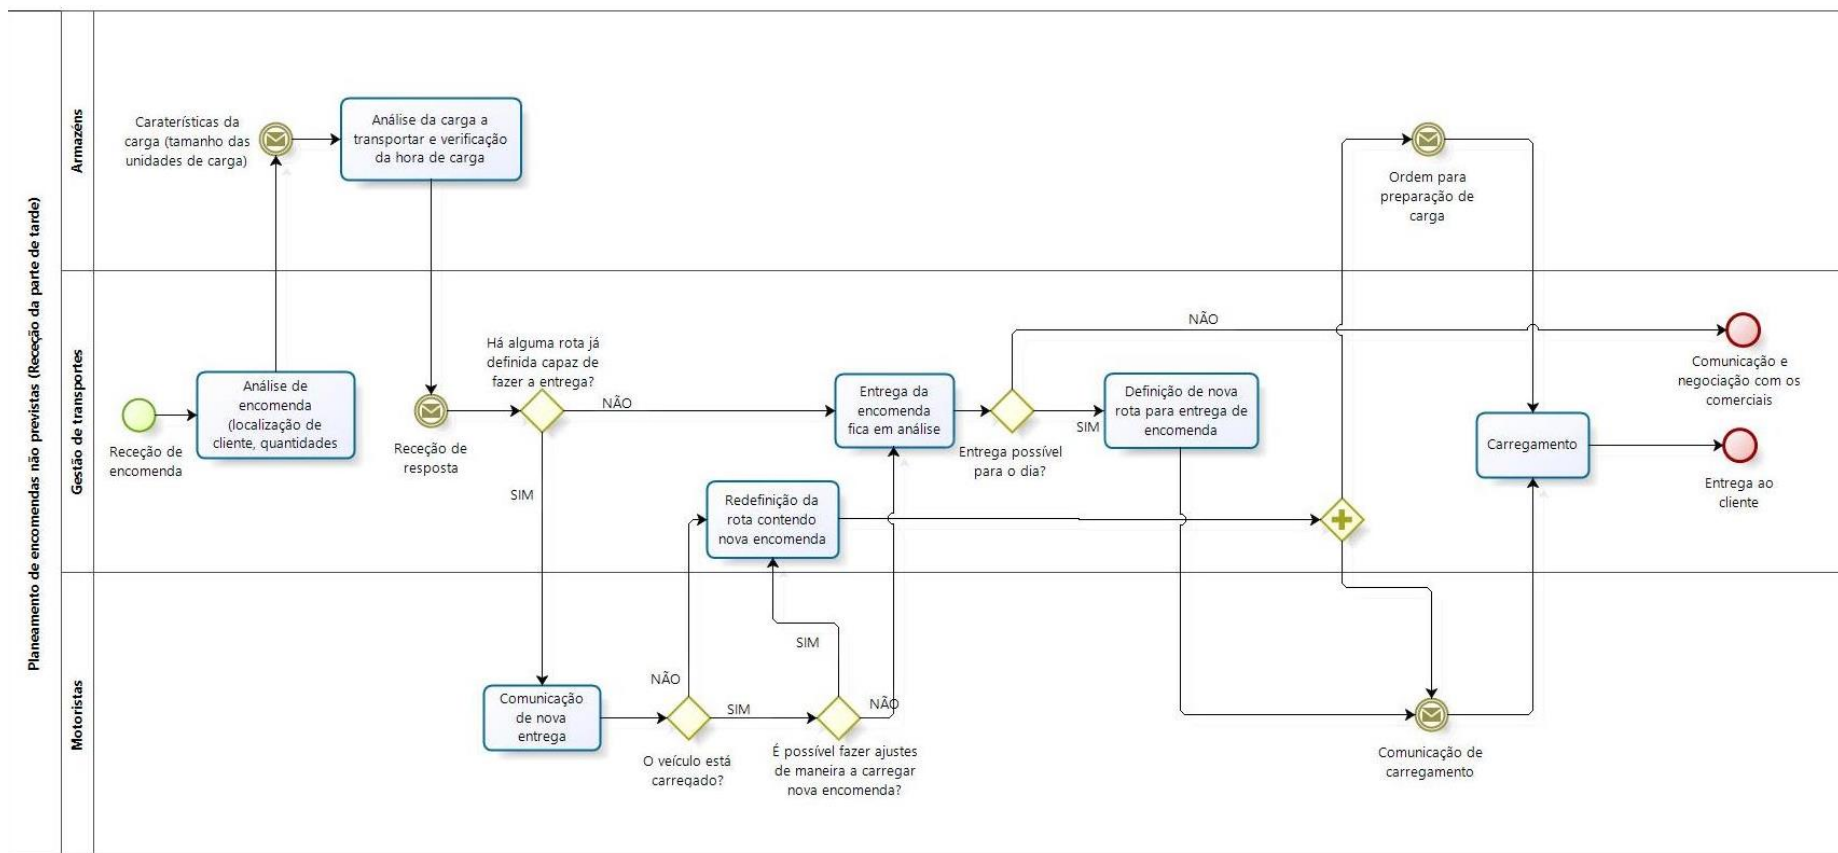 Planeamento de encomendas não previstas (Receção da parte de tarde)
Armazéns
Caraterísticas da
carga (tamanho das
unidades de carga)
Análise da carga a
transportar e verificação
da hora de carga
Ordem para
preparação de
carga
Gestão de transportes
Receção de
encomenda
Análise de
encomenda
(localização de
cliente, quantidades
Receção de
resposta
Há alguma rota já
definida capaz de
fazer a entrega?
NÃO
SIM
Redefinição da
rota contendo
nova encomenda
Entrega da
encomenda
fica em análise
Entrega possível
para o dia?
NÃO
SIM
Definição de nova
rota para entrega de
encomenda
Carregamento
Comunicação e
negociação com os
comerciais
Entrega ao
cliente
Motoristas
Comunicação
de nova
entrega
NÃO
SIM
O veículo está
carregado?
SIM
NÃO
É possível fazer ajustes
de maneira a carregar
nova encomenda?
Comunicação de
carregamento